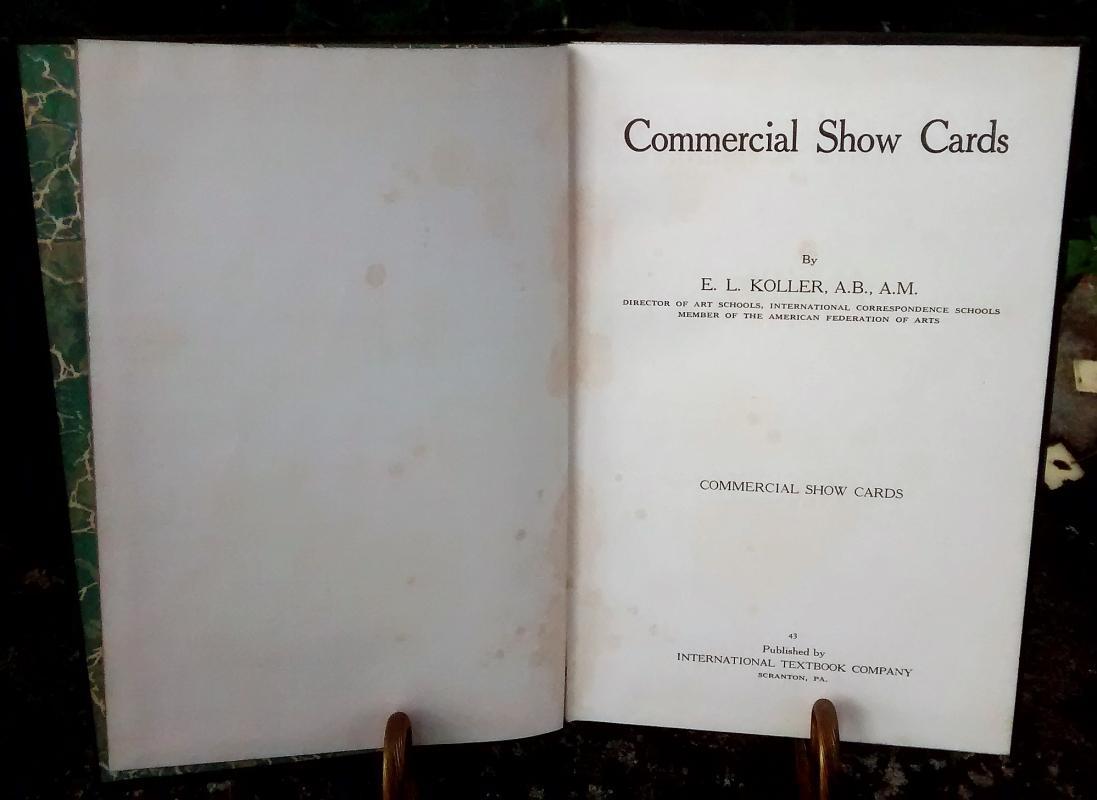 Commercial Show Cards
By
E. L. KOLLER, A.B., A.M.
DIRECTOR OF ART SCHOOLS, INTERNATIONAL CORRESPONDENCE SCHOOLS
MEMBER OF THE AMERICAN FEDERATION OF ARTS
COMMERCIAL SHOW CARDS
43
Published by
INTERNATIONAL TEXTBOOK COMPANY
SCRANTON, PA.